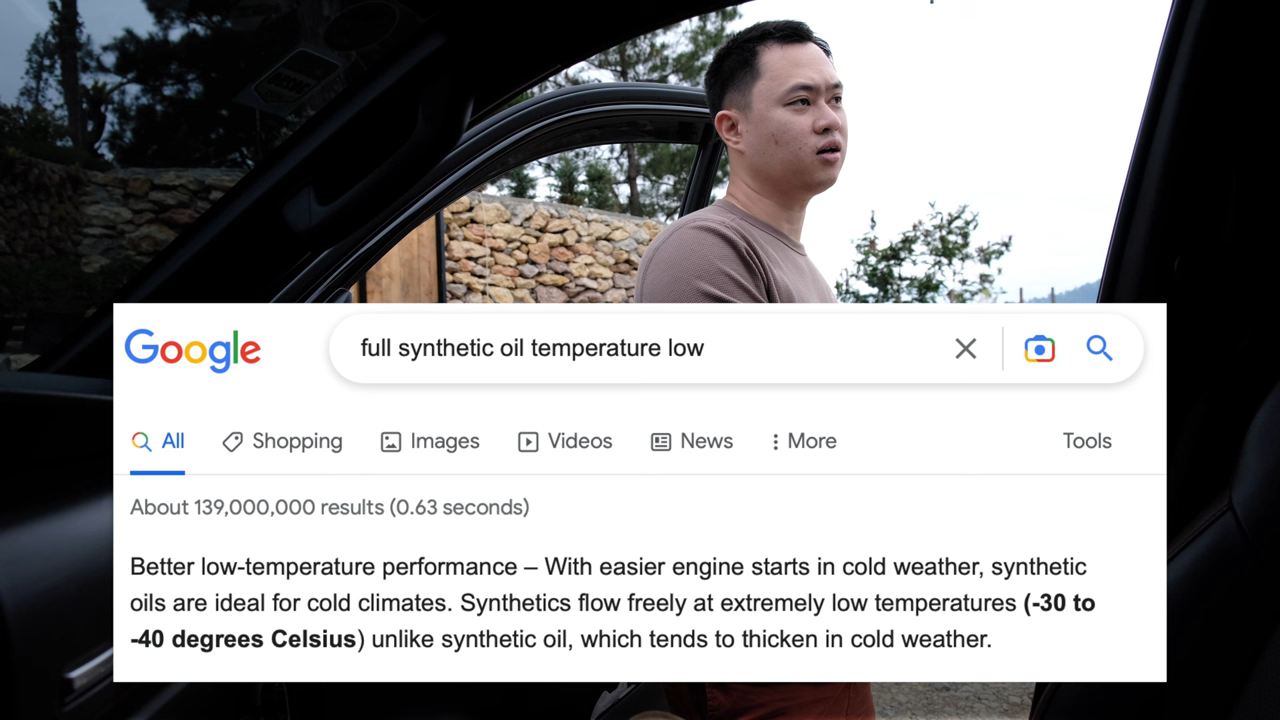 Google
full synthetic oil temperature low
All
Shopping
Images
Videos
News
More
Tools
About 139,000,000 results (0.63 seconds)
Better low-temperature performance – With easier engine starts in cold weather, synthetic
oils are ideal for cold climates. Synthetics flow freely at extremely low temperatures (-30 to
-40 degrees Celsius) unlike synthetic oil, which tends to thicken in cold weather.